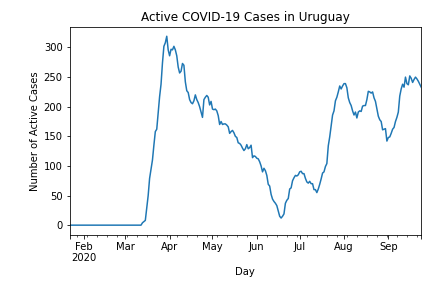 Active COVID-19 Cases in Uruguay
Number of Active Cases
300
250
200
150
100
50
0
Feb Mar Apr May Jun Jul Aug Sep
2020
Day